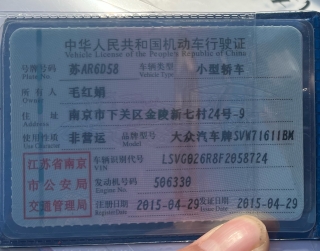 中华人民共和国机动车行驶证
Vehicle License of the People's Republic of China
号牌号码 苏AR6D58 车辆类型 小型轿车
Plate No. Vehicle Type
所有人 毛红娟
Owner
住址 南京市下关区金陵新七村24号-9
Address
使用性质 非营运 品牌型号 大众汽车牌SVW71611BM
Use Character Model
江苏省南京市公安局交通管理局
车辆识别代号 LSVG026R8F2058724
VIN
发动机号码 506330
Engine No.
注册日期 2015-04-29 发证日期 2015-04-29
Register Date Issue Date